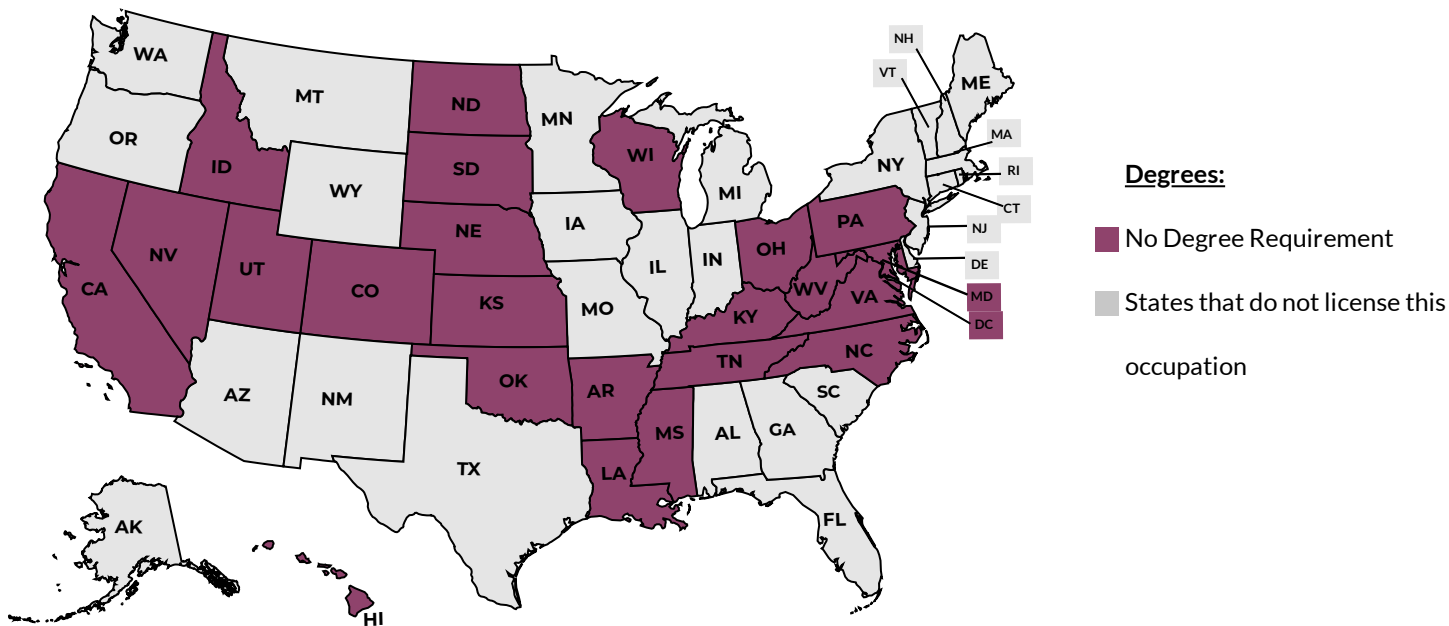 WA
MT
ND
MN
OR
ID
SD
WI
WY
MI
NY
ME
NH
VT
MA
RI
CT
NJ
DE
MD
DC
NE
IA
PA
NV
UT
CO
CA
KS
IL
IN
OH
MO
WV
VA
KY
NC
TN
AZ
NM
OK
AR
SC
MS
AL
GA
TX
LA
FL
AK
HI
Degrees:
No Degree Requirement
States that do not license this
occupation